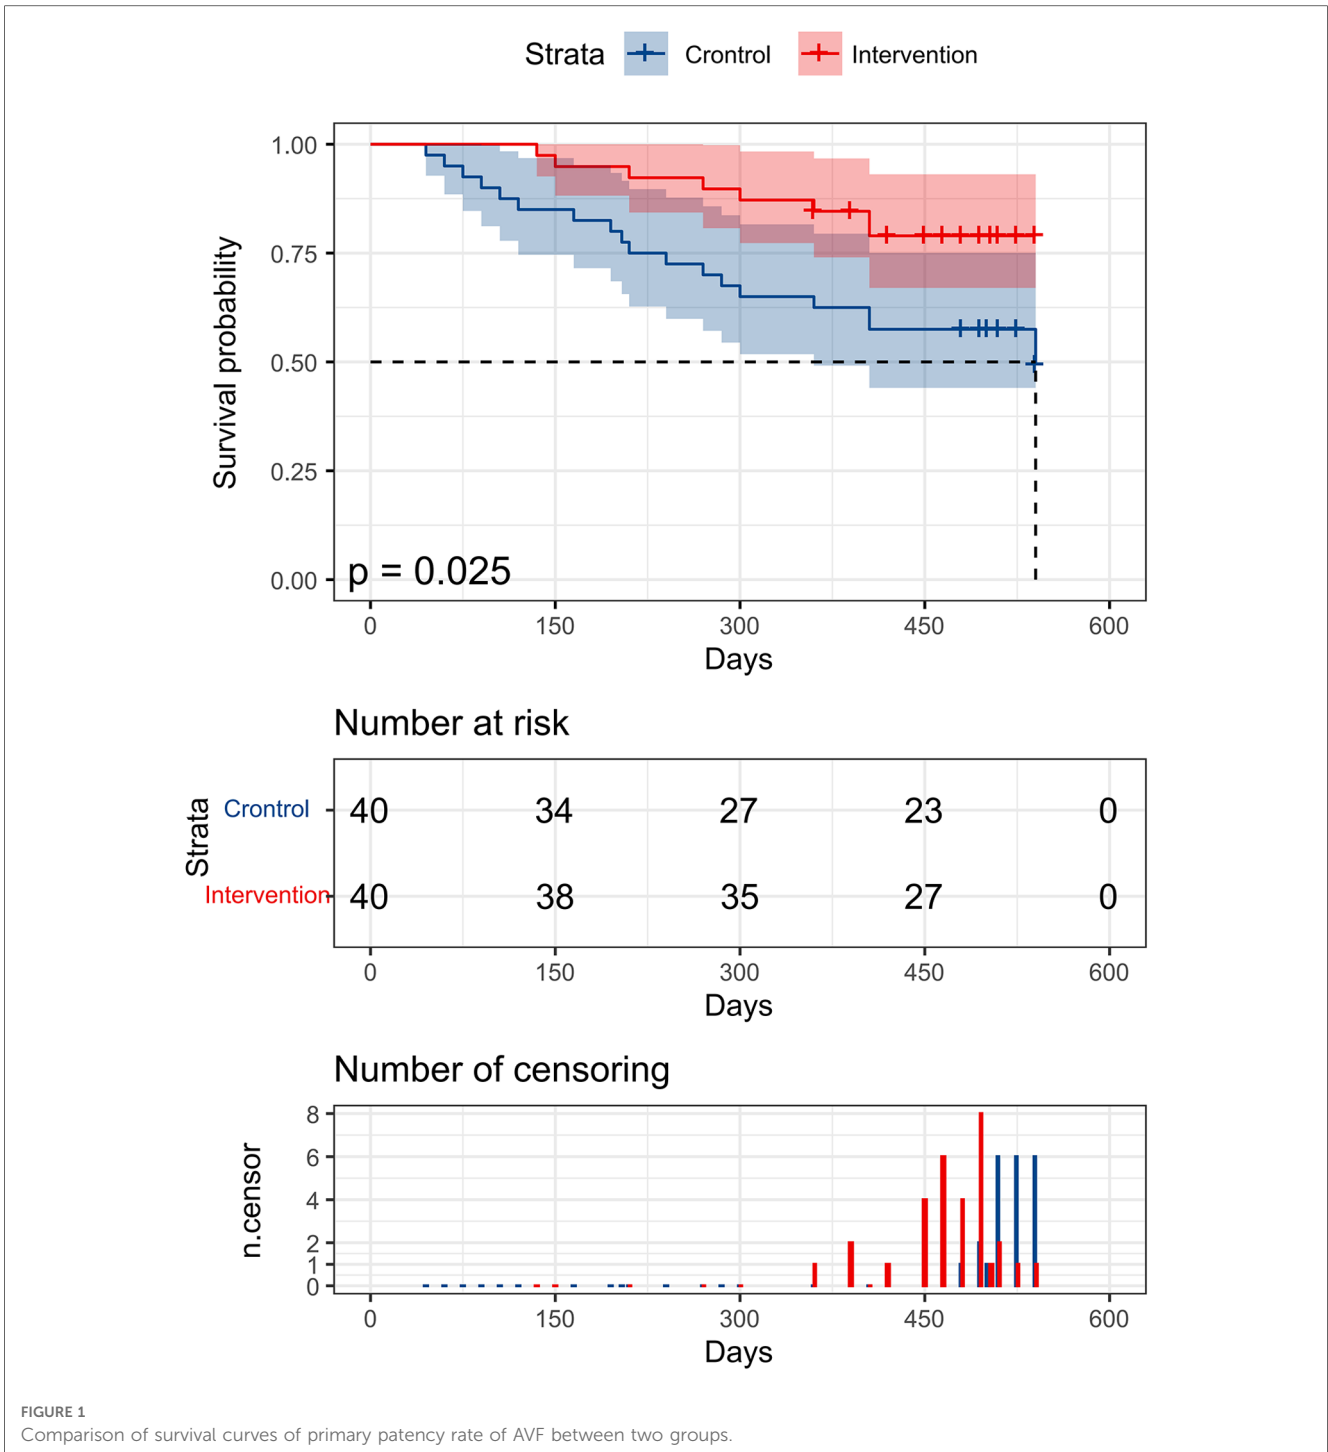 Strata Crontrol Intervention
1.00
0.75
0.50
0.25
0.00
Survival probability
p = 0.025
0 150 300 450 600
Days
Number at risk
Strata
Crontrol 40 34 27 23 0
Intervention 40 38 35 27 0
0 150 300 450 600
Days
Number of censoring
n.censor
8
6
4
2
1
0
0 150 300 450 600
Days
FIGURE 1
Comparison of survival curves of primary patency rate of AVF between two groups.